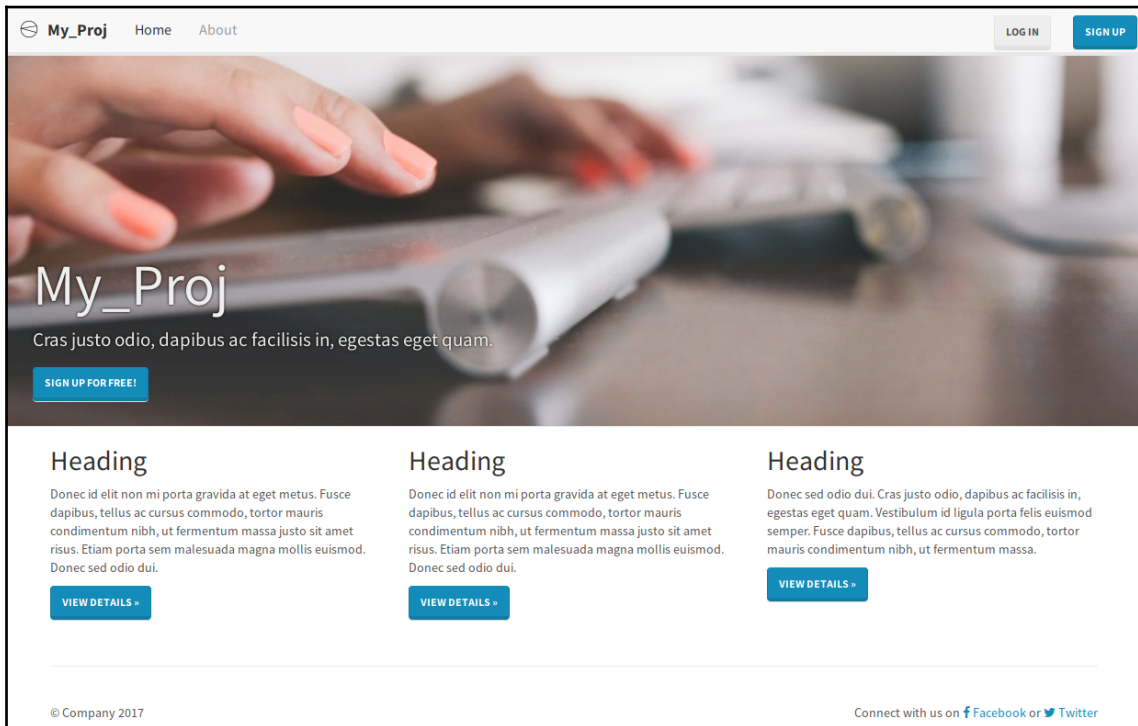 My_Proj Home About LOG IN SIGN UP
My_Proj
Cras justo odio, dapibus ac facilisis in, egestas eget quam.
SIGN UP FOR FREE!
Heading
Donec id elit non mi porta gravida at eget metus. Fusce
dapibus, tellus ac cursus commodo, tortor mauris
condimentum nibh, ut fermentum massa justo sit amet
risus. Etiam porta sem malesuada magna mollis euismod.
Donec sed odio dui.
VIEW DETAILS »
Heading
Donec id elit non mi porta gravida at eget metus. Fusce
dapibus, tellus ac cursus commodo, tortor mauris
condimentum nibh, ut fermentum massa justo sit amet
risus. Etiam porta sem malesuada magna mollis euismod.
Donec sed odio dui.
VIEW DETAILS »
Heading
Donec sed odio dui. Cras justo odio, dapibus ac facilisis in,
egestas eget quam. Vestibulum id ligula porta felis euismod
semper. Fusce dapibus, tellus ac cursus commodo, tortor
mauris condimentum nibh, ut fermentum massa.
VIEW DETAILS »
© Company 2017
Connect with us on Facebook or Twitter